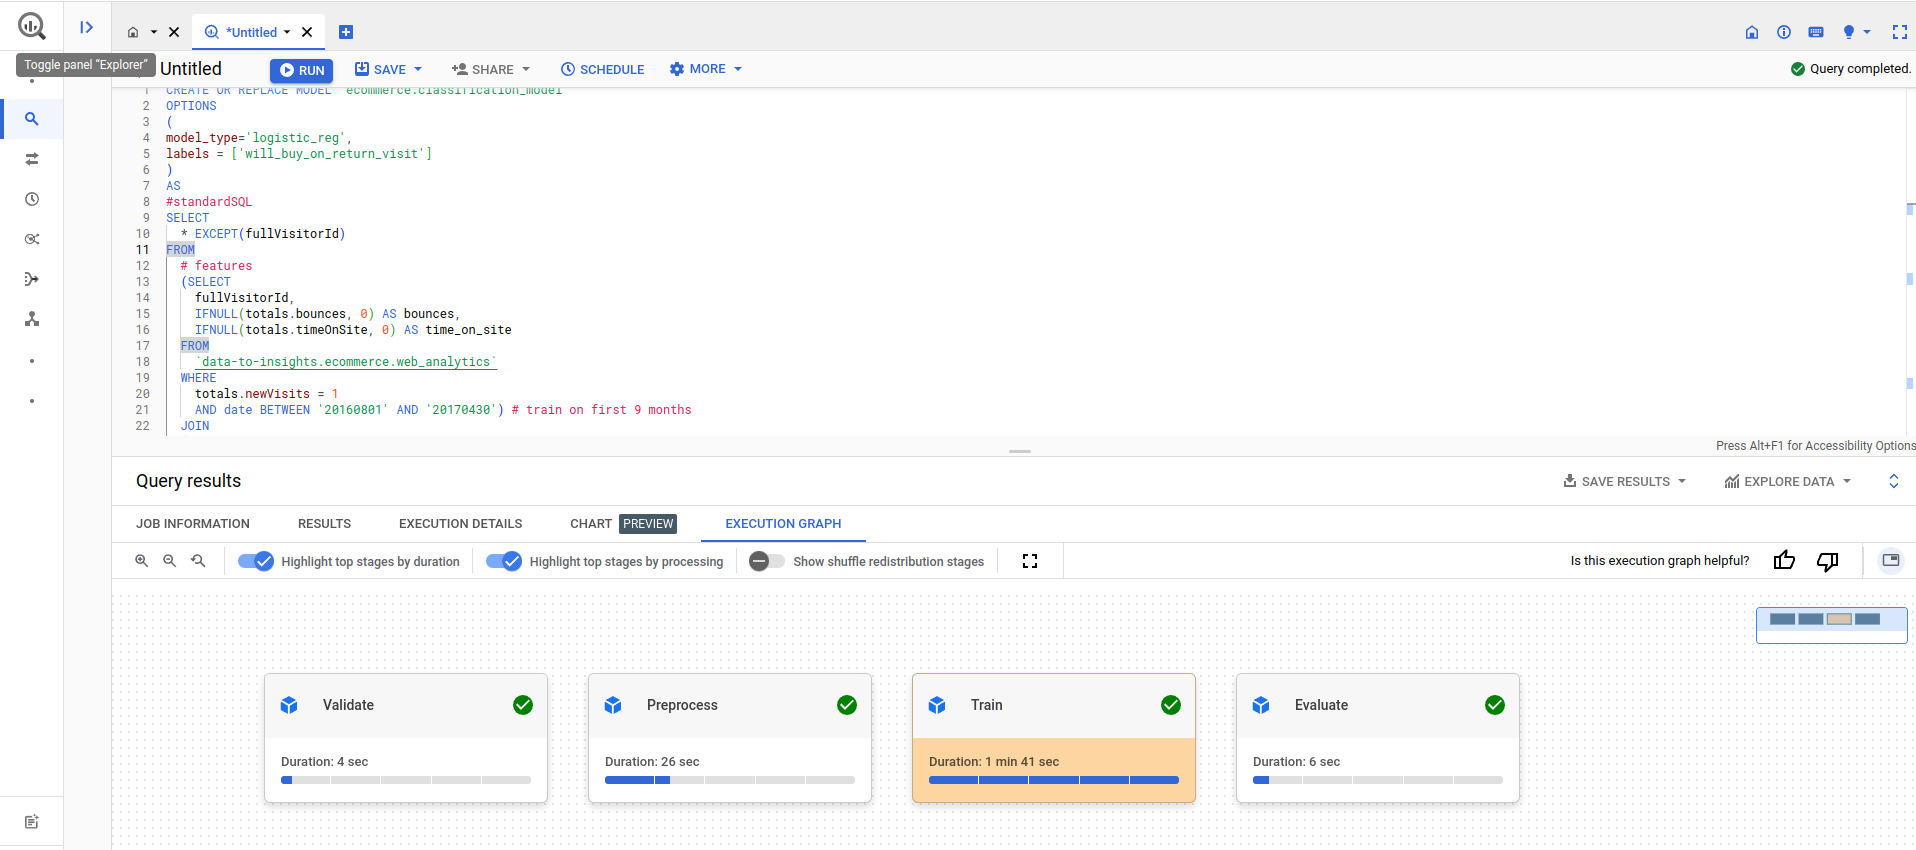 *Untitled
Toggle panel “Explorer”
Untitled
RUN
SAVE
SHARE
SCHEDULE
MORE
Query completed.
1 CREATE OR REPLACE MODEL `ecommerce.classification_model`
2 OPTIONS
3 (
4 model_type='logistic_reg',
5 labels = ['will_buy_on_return_visit']
6 )
7 AS
8 #standardSQL
9 SELECT
10 * EXCEPT(fullVisitorId)
11 FROM
12 # features
13 (SELECT
14 fullVisitorId,
15 IFNULL(totals.bounces, 0) AS bounces,
16 IFNULL(totals.timeOnSite, 0) AS time_on_site
17 FROM
18 `data-to-insights.ecommerce.web_analytics`
19 WHERE
20 totals.newVisits = 1
21 AND date BETWEEN '20160801' AND '20170430') # train on first 9 months
22 JOIN
Press Alt+F1 for Accessibility Options
Query results
SAVE RESULTS
EXPLORE DATA
JOB INFORMATION
RESULTS
EXECUTION DETAILS
CHART PREVIEW
EXECUTION GRAPH
Highlight top stages by duration
Highlight top stages by processing
Show shuffle redistribution stages
Is this execution graph helpful?
Validate
Duration: 4 sec
Preprocess
Duration: 26 sec
Train
Duration: 1 min 41 sec
Evaluate
Duration: 6 sec